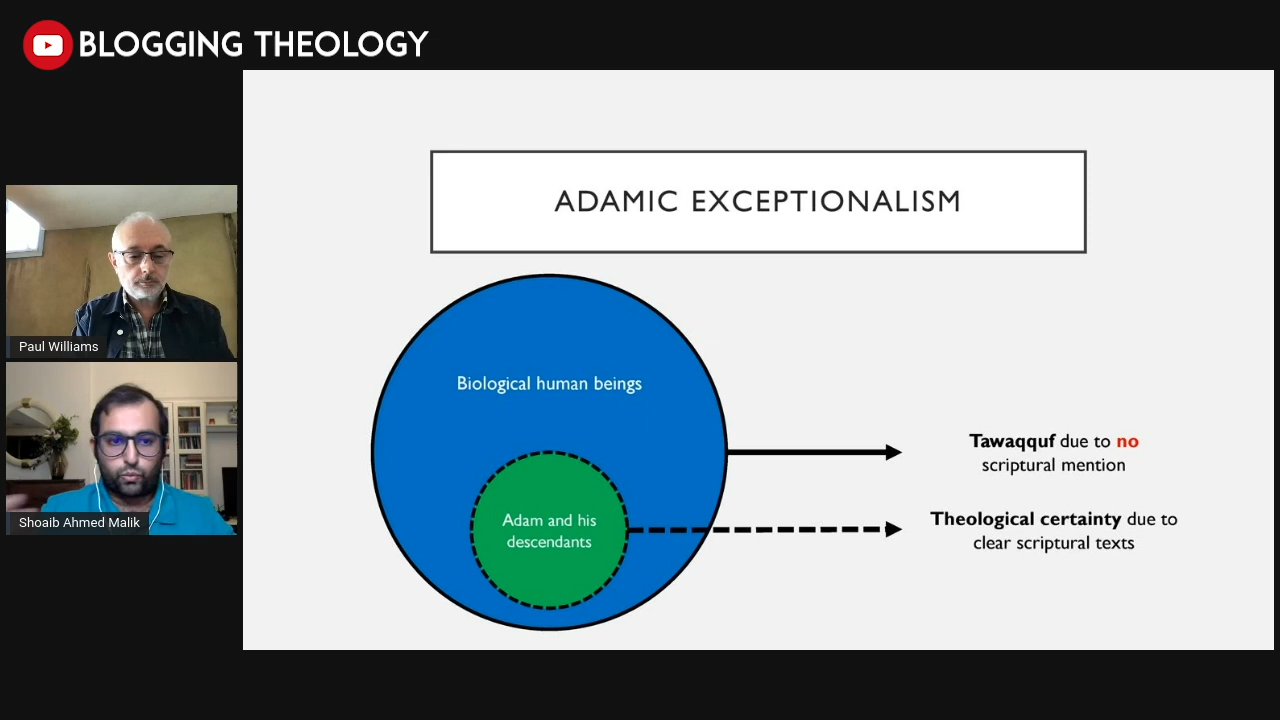 BLOGGING THEOLOGY
ADAMIC EXCEPTIONALISM
Biological human beings
Adam and his
descendants
Tawaqquf due to no
scriptural mention
Theological certainty due to
clear scriptural texts
Paul Williams
Shoaib Ahmed Malik